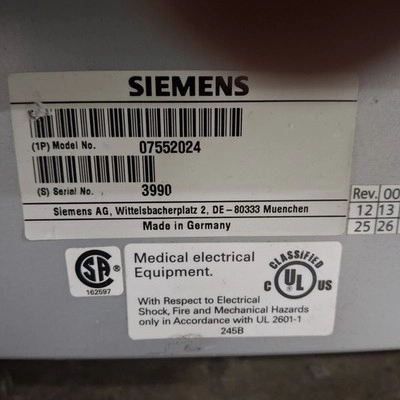 SIEMENS
(1P) Model No. 07552024
(S) Serial No. 3990
Siemens AG, Wittelsbacherplatz 2, DE-80333 Muenchen
Made in Germany
Rev. 00
12 13
25 26
SA
162597
Medical electrical
Equipment.
CLASSIFIED
C UL US
With Respect to Electrical
Shock, Fire and Mechanical Hazards
only in Accordance with UL 2601-1
245B